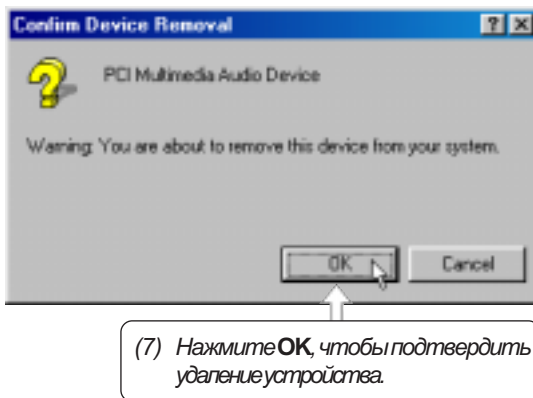 Confirm Device Removal
PCI Multimedia Audio Device
Warning: You are about to remove this device from your system.
OK Cancel
(7) Нажмите OK, чтобы подтвердить
удаление устройства.